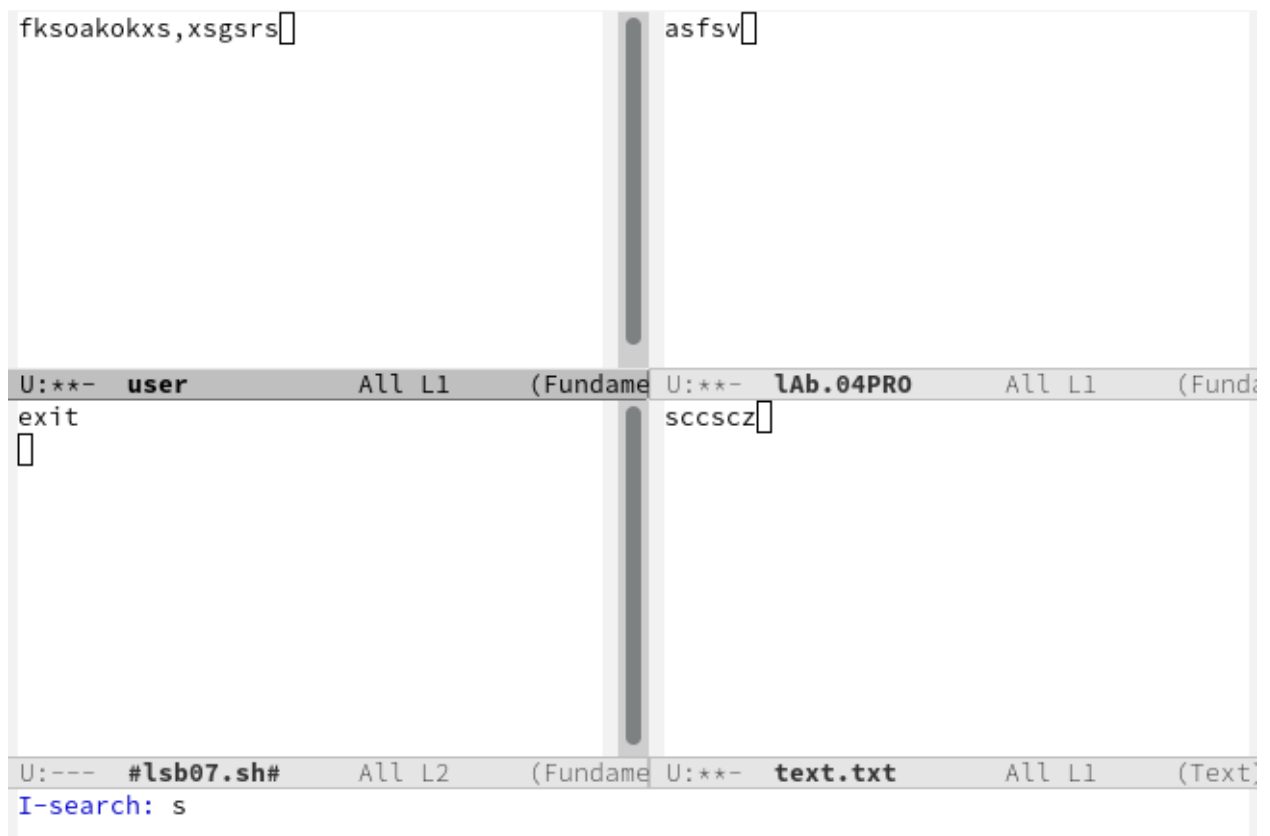 fksoakokxs,xsgsrs
asfsv
U:**-  user           All L1     (Fundame
U:**-  lAb.04PRO      All L1     (Funda
exit
sccscz
U:---  #lsb07.sh#     All L2     (Fundame
U:**-  text.txt       All L1     (Text)
I-search: s